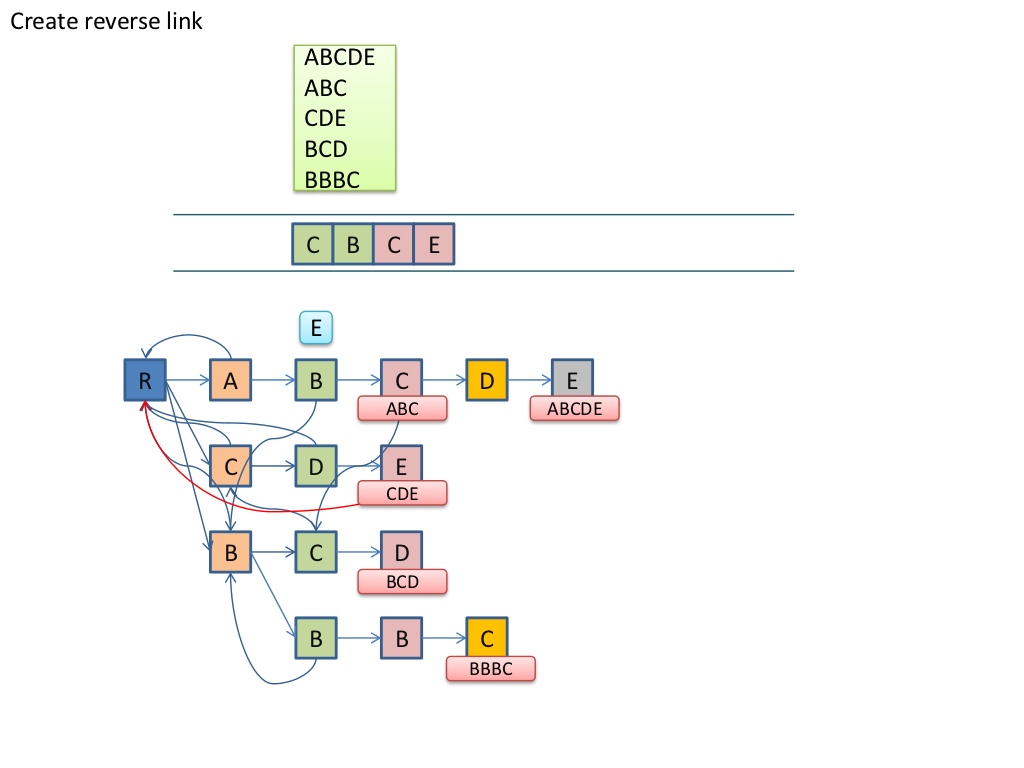 Create reverse link
ABCDE
ABC
CDE
BCD
BBBC
C B C E
E
R A B C D E
ABC ABCDE
C D E
CDE
B C D
BCD
B B C
BBBC